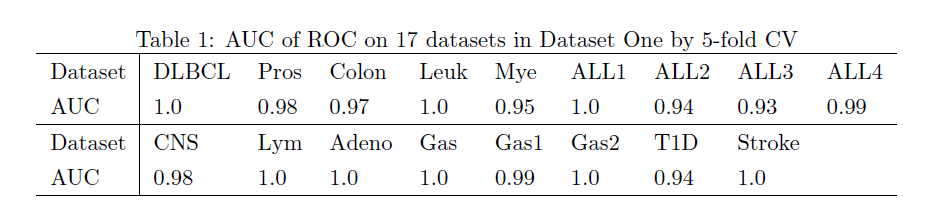 Table 1: AUC of ROC on 17 datasets in Dataset One by 5-fold CV
Dataset DLBCL Pros Colon Leuk Mye ALL1 ALL2 ALL3 ALL4
AUC 1.0 0.98 0.97 1.0 0.95 1.0 0.94 0.93 0.99
Dataset CNS Lym Adeno Gas Gas1 Gas2 T1D Stroke
AUC 0.98 1.0 1.0 1.0 0.99 1.0 0.94 1.0